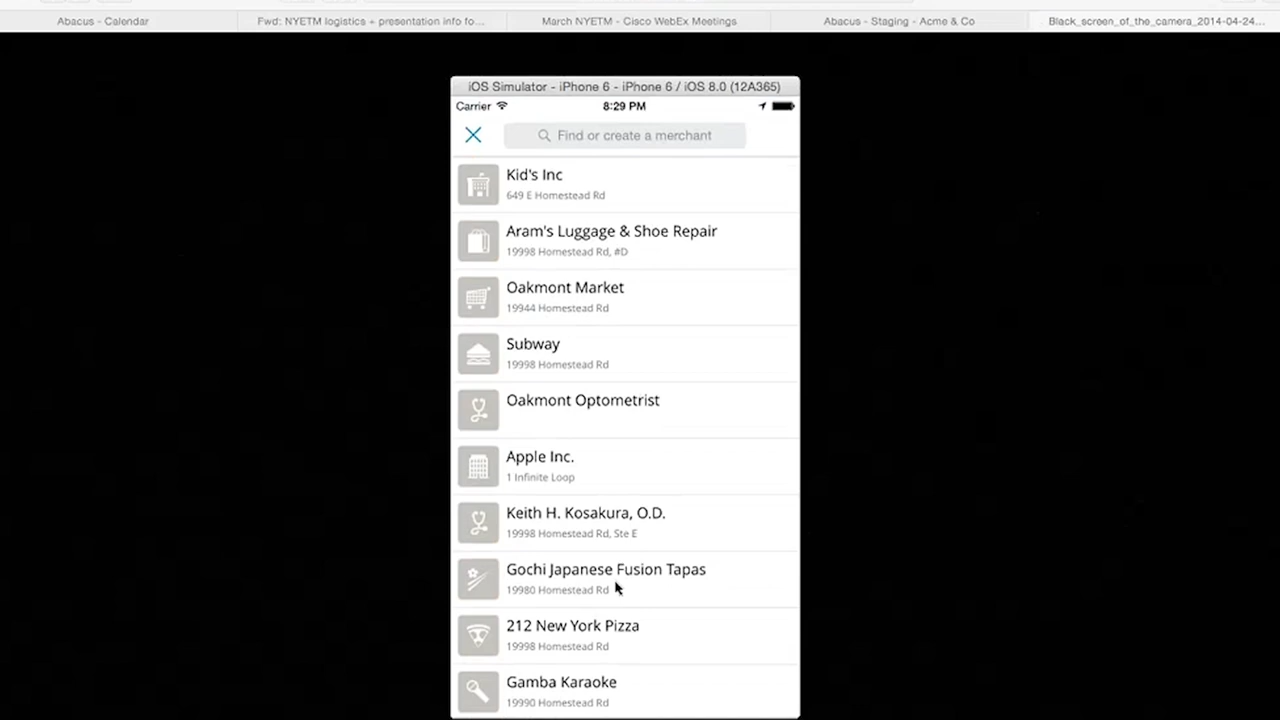 Abacus - Calendar
Fwd: NYETM logistics + presentation info fo...
March NYETM - Cisco WebEx Meetings
Abacus - Staging - Acme & Co
Black_screen_of_the_camera_2014-04-24...
iOS Simulator - iPhone 6 - iPhone 6 / iOS 8.0 (12A365)
Carrier 8:29 PM
Find or create a merchant
Kid's Inc
649 E Homestead Rd
Aram's Luggage & Shoe Repair
19998 Homestead Rd, #D
Oakmont Market
19944 Homestead Rd
Subway
19998 Homestead Rd
Oakmont Optometrist
Apple Inc.
1 Infinite Loop
Keith H. Kosakura, O.D.
19998 Homestead Rd, Ste E
Gochi Japanese Fusion Tapas
19980 Homestead Rd
212 New York Pizza
19998 Homestead Rd
Gamba Karaoke
19990 Homestead Rd